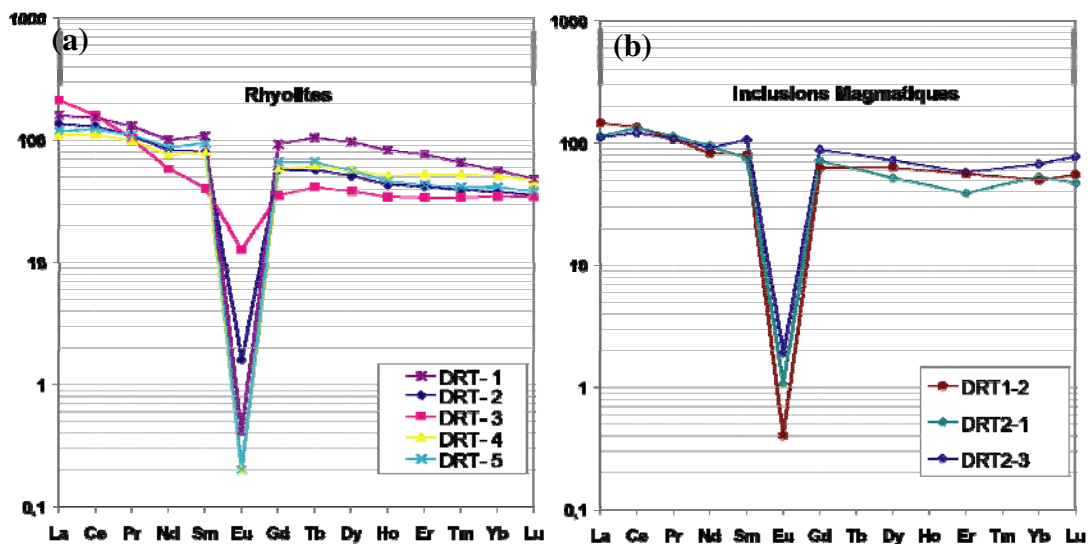 (a)
Rhyolites
1000
100
10
1
0,1
La Ce Pr Nd Sm Eu Gd Tb Dy Ho Er Tm Yb Lu
DRT- 1
DRT- 2
DRT- 3
DRT- 4
DRT- 5
(b)
Inclusions Magmatiques
1000
100
10
1
0,1
La Ce Pr Nd Sm Eu Gd Tb Dy Ho Er Tm Yb Lu
DRT1-2
DRT2-1
DRT2-3